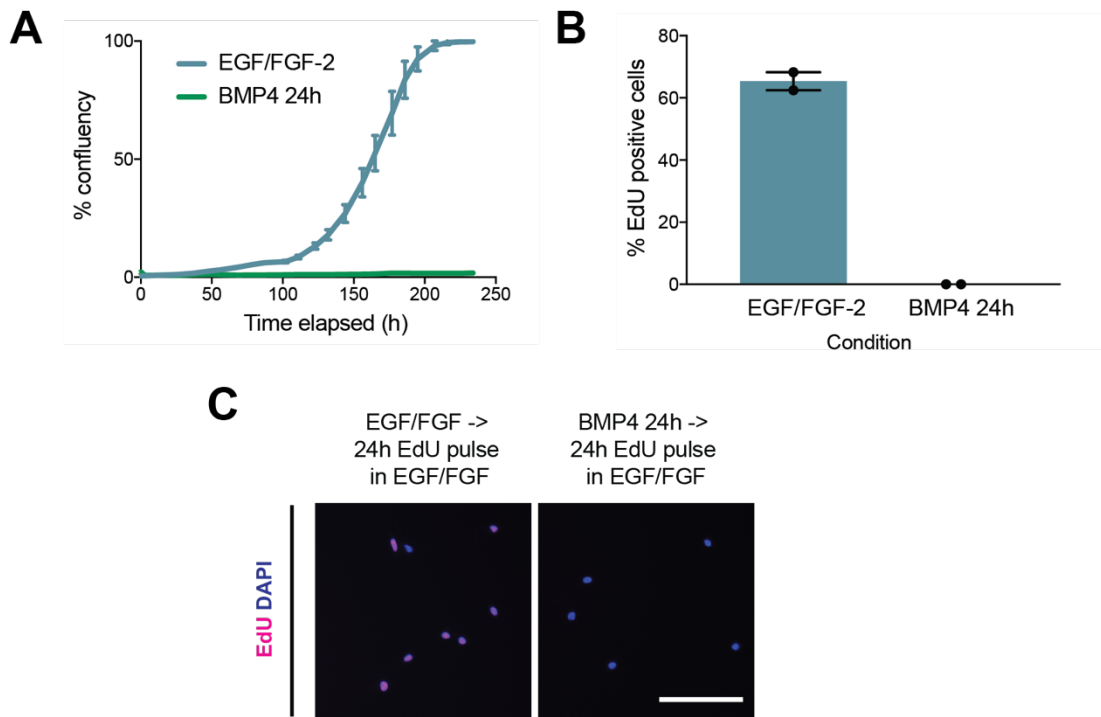 A
% confluency
100
50
0
EGF/FGF-2
BMP4 24h
0 50 100 150 200 250
Time elapsed (h)
B
% EdU positive cells
80
60
40
20
0
EGF/FGF-2 BMP4 24h
Condition
C
EGF/FGF ->
24h EdU pulse
in EGF/FGF
BMP4 24h ->
24h EdU pulse
in EGF/FGF
EdU DAPI